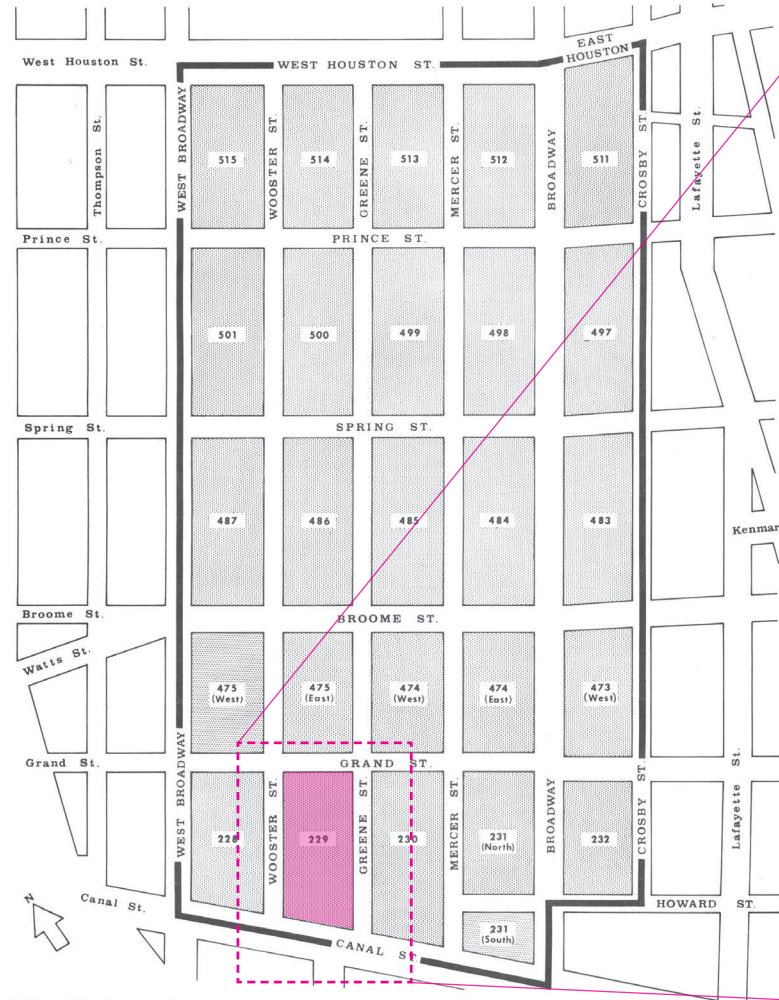 EAST
HOUSTON
West Houston St.
WEST HOUSTON ST.
Thompson St.
WEST BROADWAY
WOOSTER ST.
GREENE ST.
MERCER ST.
BROADWAY
CROSBY ST.
Lafayette St.
515
514
513
512
511
Prince St.
PRINCE ST.
501
500
499
498
497
Spring St.
SPRING ST.
487
486
485
484
483
Kenmar
Broome St.
BROOME ST.
Watts St.
475
(West)
475
(East)
474
(West)
474
(East)
473
(West)
Grand St.
GRAND ST.
WEST BROADWAY
WOOSTER ST.
GREENE ST.
MERCER ST.
BROADWAY
CROSBY ST.
Lafayette St.
228
229
230
231
(North)
232
N
Canal St.
HOWARD ST.
231
(South)
CANAL ST.